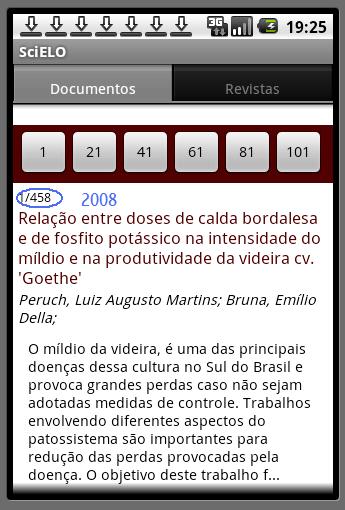 3G 19:25
SciELO
Documentos Revistas
1 21 41 61 81 101
1/458 2008
Relação entre doses de calda bordalesa
e de fosfito potássico na intensidade do
míldio e na produtividade da videira cv.
'Goethe'
Peruch, Luiz Augusto Martins; Bruna, Emílio
Della;
O míldio da videira, é uma das principais
doenças dessa cultura no Sul do Brasil e
provoca grandes perdas caso não sejam
adotadas medidas de controle. Trabalhos
envolvendo diferentes aspectos do
patossistema são importantes para
redução das perdas provocadas pela
doença. O objetivo deste trabalho f...